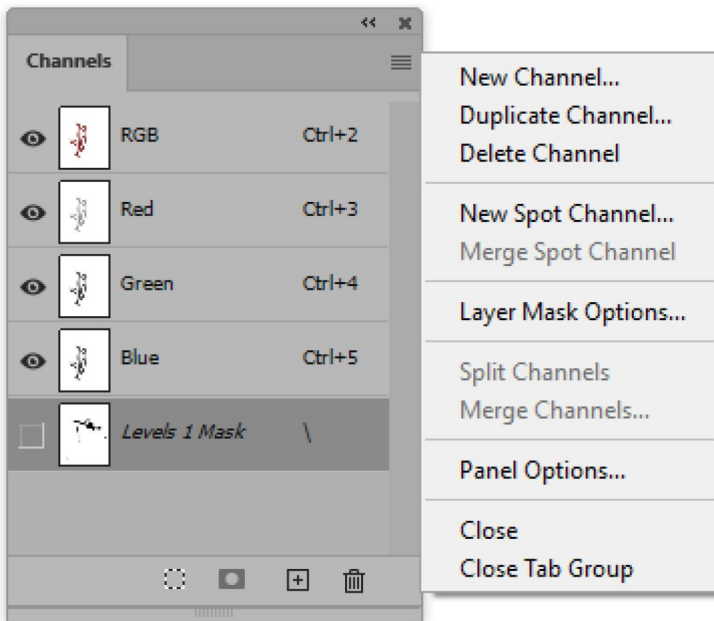 Channels
RGB Ctrl+2
Red Ctrl+3
Green Ctrl+4
Blue Ctrl+5
Levels 1 Mask \
New Channel...
Duplicate Channel...
Delete Channel
New Spot Channel...
Merge Spot Channel
Layer Mask Options...
Split Channels
Merge Channels...
Panel Options...
Close
Close Tab Group